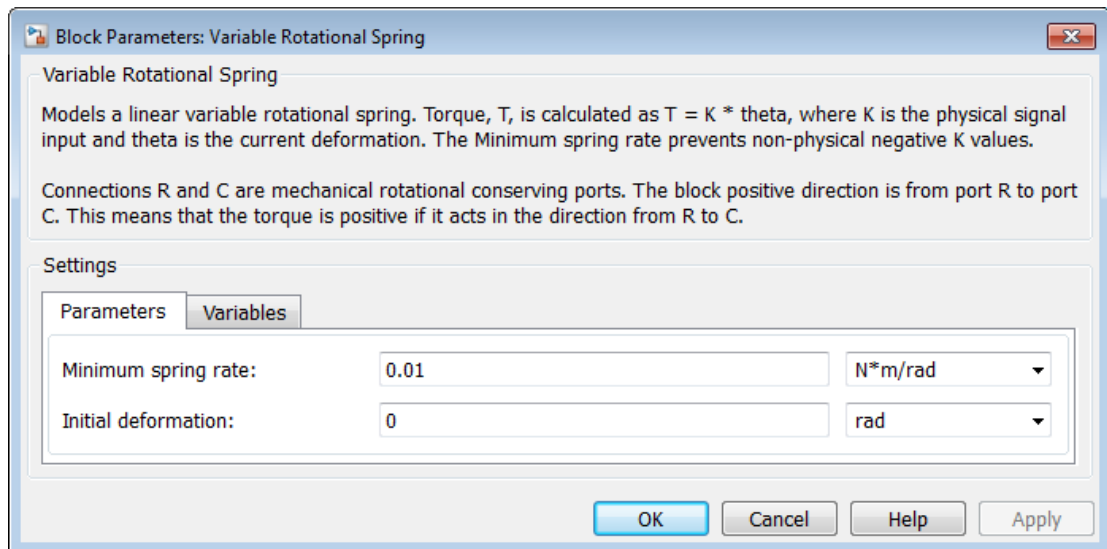 Block Parameters: Variable Rotational Spring
Variable Rotational Spring
Models a linear variable rotational spring. Torque, T, is calculated as T = K * theta, where K is the physical signal
input and theta is the current deformation. The Minimum spring rate prevents non-physical negative K values.
Connections R and C are mechanical rotational conserving ports. The block positive direction is from port R to port
C. This means that the torque is positive if it acts in the direction from R to C.
Settings
Parameters Variables
Minimum spring rate: 0.01 N*m/rad
Initial deformation: 0 rad
OK Cancel Help Apply